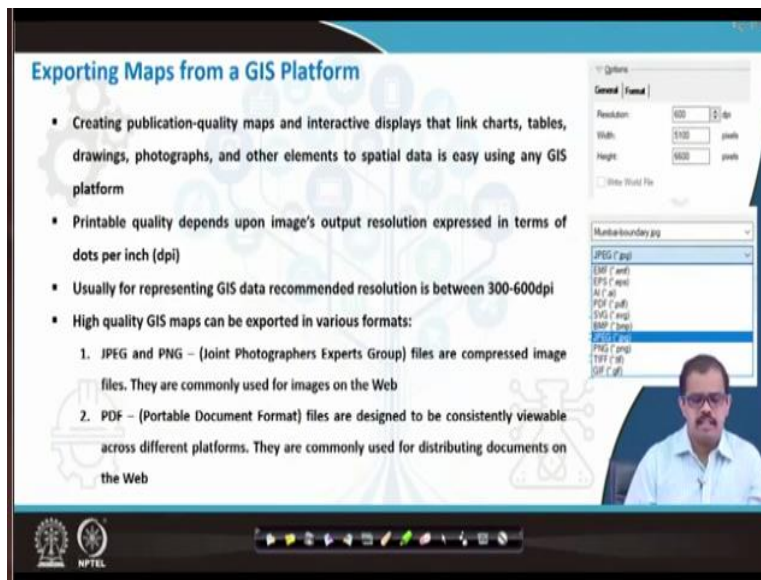 Exporting Maps from a GIS Platform
▪ Creating publication-quality maps and interactive displays that link charts, tables,
drawings, photographs, and other elements to spatial data is easy using any GIS
platform
▪ Printable quality depends upon image's output resolution expressed in terms of
dots per inch (dpi)
▪ Usually for representing GIS data recommended resolution is between 300-600dpi
▪ High quality GIS maps can be exported in various formats:
1. JPEG and PNG – (Joint Photographers Experts Group) files are compressed image
files. They are commonly used for images on the Web
2. PDF – (Portable Document Format) files are designed to be consistently viewable
across different platforms. They are commonly used for distributing documents on
the Web
Options
General Format
Resolution: 600 dpi
Width: 5100 pixels
Height: 6600 pixels
Write World File
Mumbai-boundary.jpg
JPEG (*.jpg)
EMF (*.emf)
EPS (*.eps)
AI (*.ai)
PDF (*.pdf)
SVG (*.svg)
BMP (*.bmp)
JPEG (*.jpg)
PNG (*.png)
TIFF (*.tif)
GIF (*.gif)
NPTEL